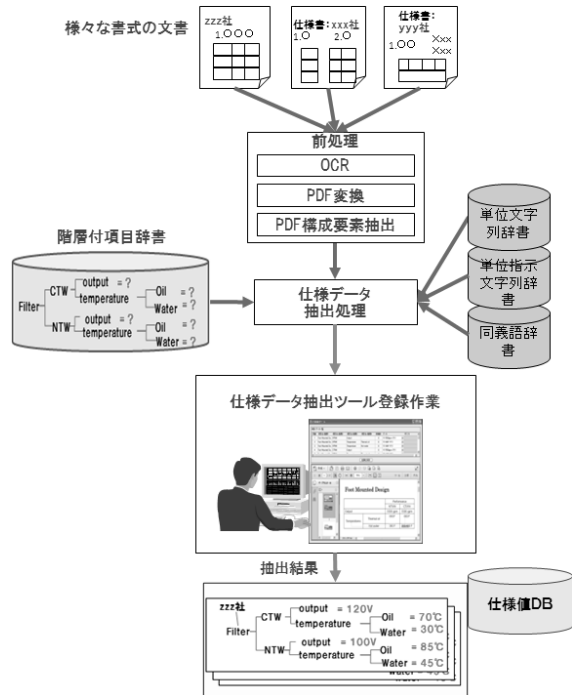 様々な書式の文書
zzz社
1.〇〇〇
仕様書:xxx社
1.〇 2.〇
仕様書:
yyy社
1.〇〇
Xxx
Xxx
前処理
OCR
PDF変換
PDF構成要素抽出
階層付項目辞書
Filter
CTW
output =?
temperature
Oil =?
Water =?
NTW
output =?
temperature
Oil =?
Water =?
仕様データ
抽出処理
単位文字
列辞書
単位指示
文字列辞
書
同義語辞
書
仕様データ抽出ツール登録作業
Foot Mounted Design
抽出結果
zzz社
Filter
CTW
output = 120V
temperature
Oil = 70℃
Water = 30℃
NTW
output = 100V
temperature
Oil = 85℃
Water = 45℃
仕様値DB